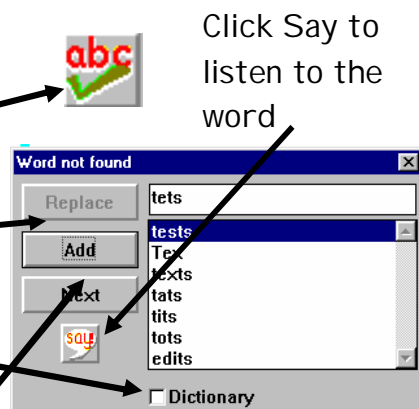 Click Say to
listen to the
word
abc
Word not found
Replace
tets
tests
Add
Tex
texts
Next
tats
tits
say!
tots
edits
Dictionary